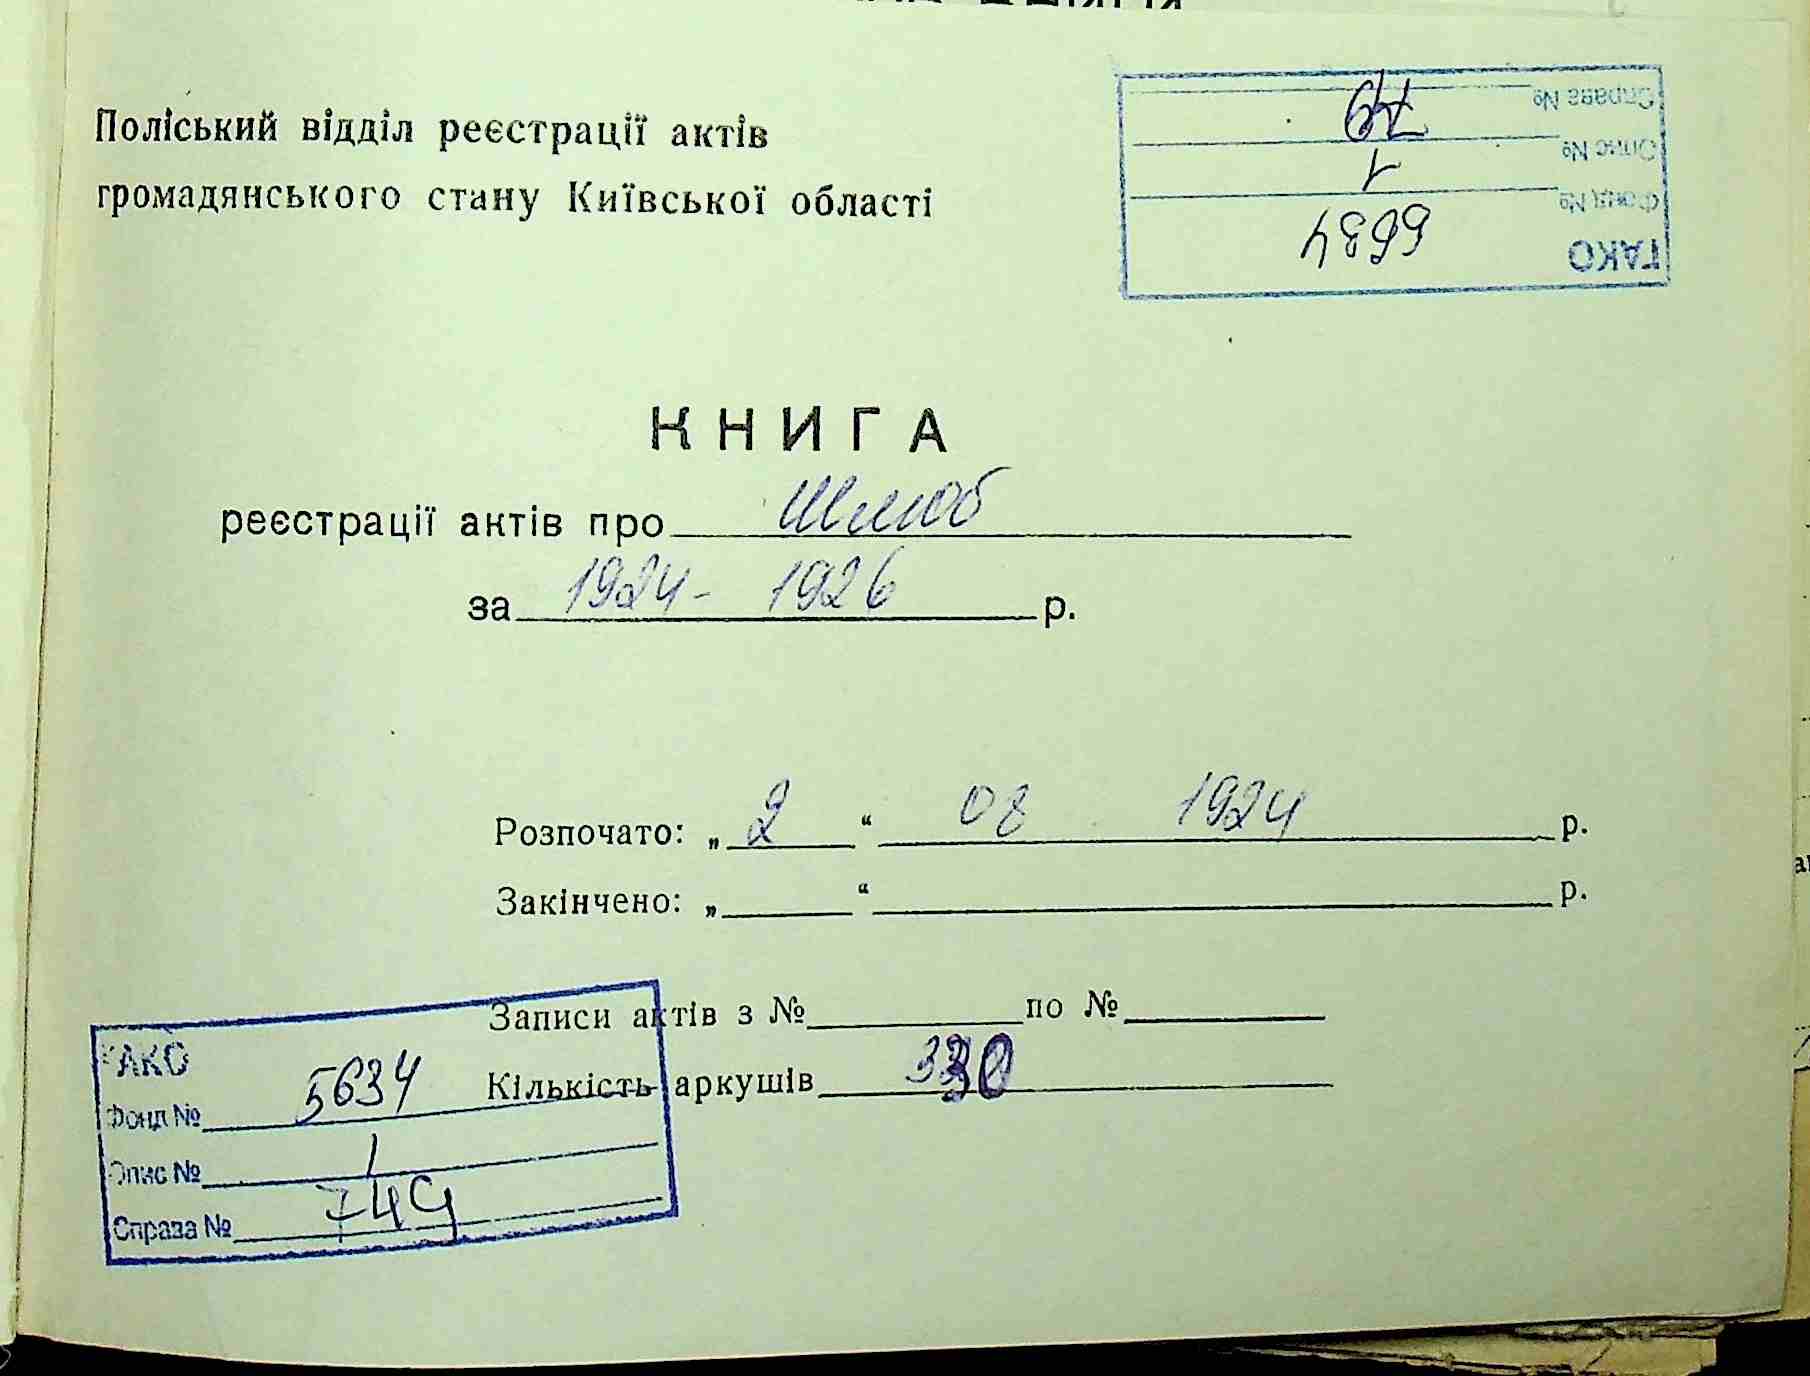 Поліський відділ реєстрації актів
громадянського стану Київської області
ГАКО
Фонд №
Опис № 1
Справа №
КНИГА
реєстрації актів про Шлюб
за 1924- 1926 р.
Розпочато: „ 2 “ 08 1924 р.
Закінчено: „ “ р.
Записи актів з № по №
Кількість аркушів
ГАКО
Фонд № 5634
Опис № 1
Справа № 749